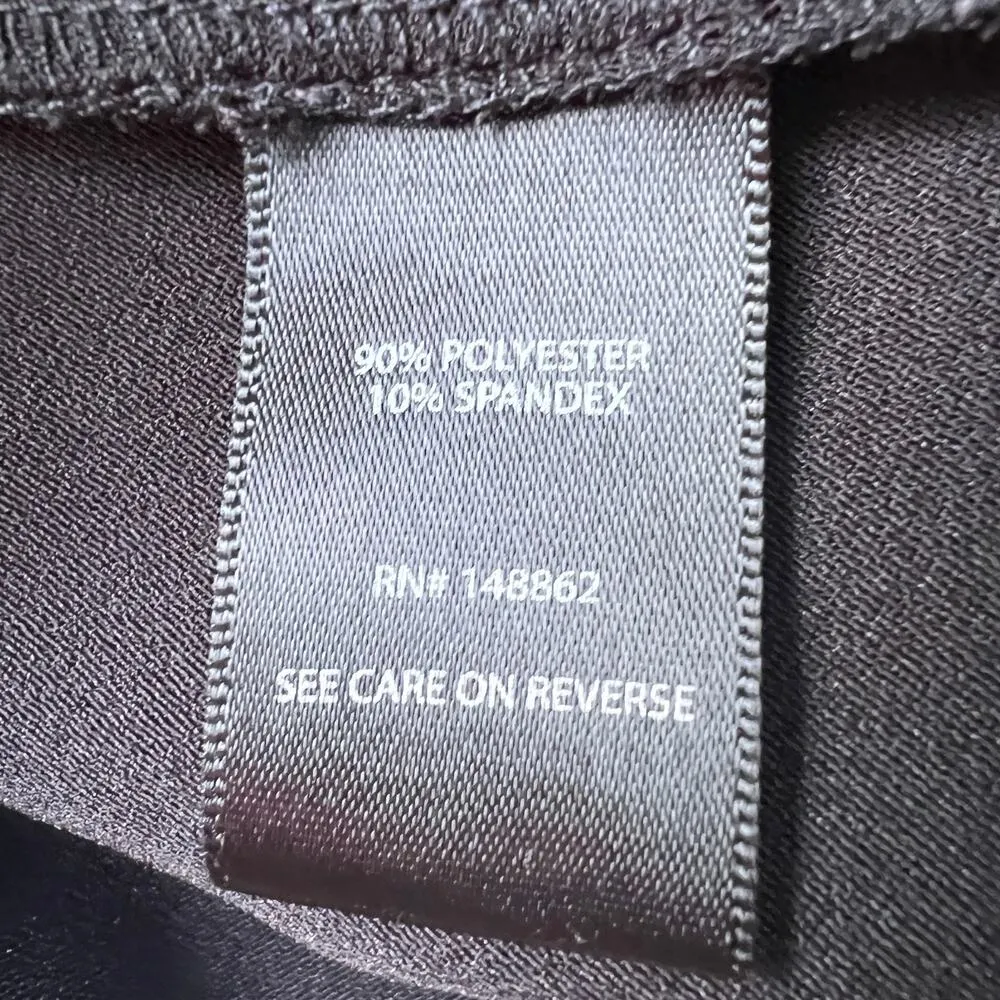 90% POLYESTER
10% SPANDEX
RN# 148862
SEE CARE ON REVERSE